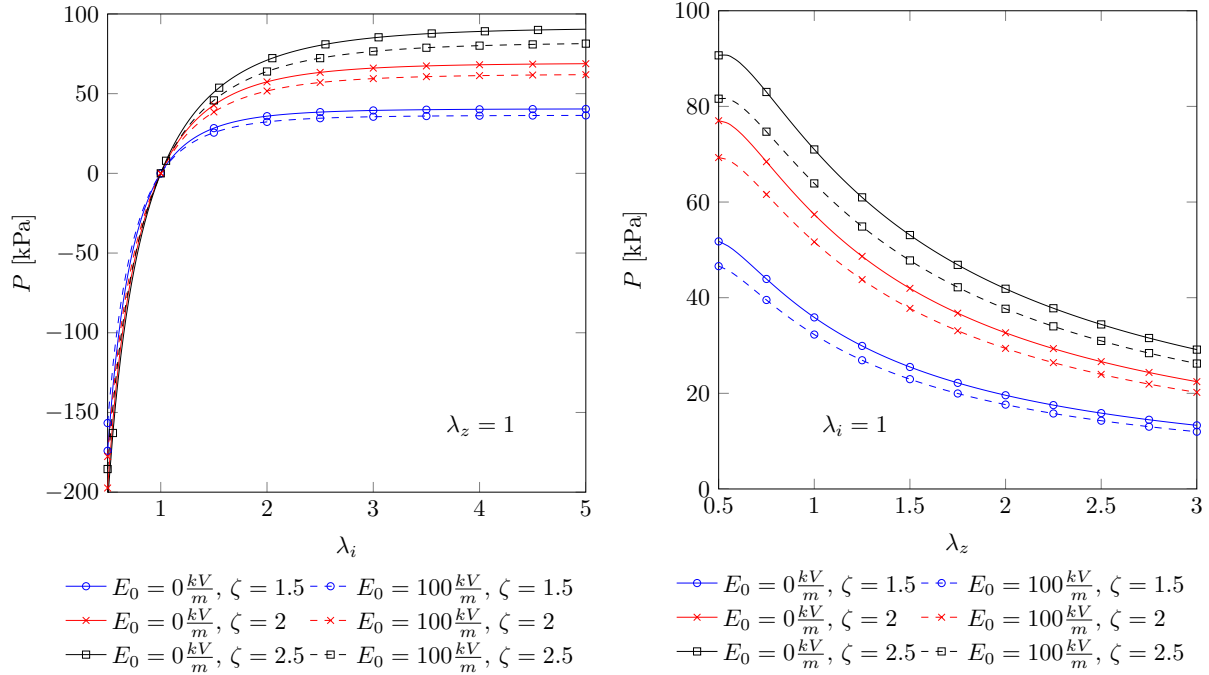 100
50
0
−50
−100
−150
−200
P [kPa]
1
2
3
4
5
λ_i
λ_z = 1
E_0 = 0 kV/m, ζ = 1.5
E_0 = 100 kV/m, ζ = 1.5
E_0 = 0 kV/m, ζ = 2
E_0 = 100 kV/m, ζ = 2
E_0 = 0 kV/m, ζ = 2.5
E_0 = 100 kV/m, ζ = 2.5
100
80
60
40
20
0
P [kPa]
0.5
1
1.5
2
2.5
3
λ_z
λ_i = 1
E_0 = 0 kV/m, ζ = 1.5
E_0 = 100 kV/m, ζ = 1.5
E_0 = 0 kV/m, ζ = 2
E_0 = 100 kV/m, ζ = 2
E_0 = 0 kV/m, ζ = 2.5
E_0 = 100 kV/m, ζ = 2.5